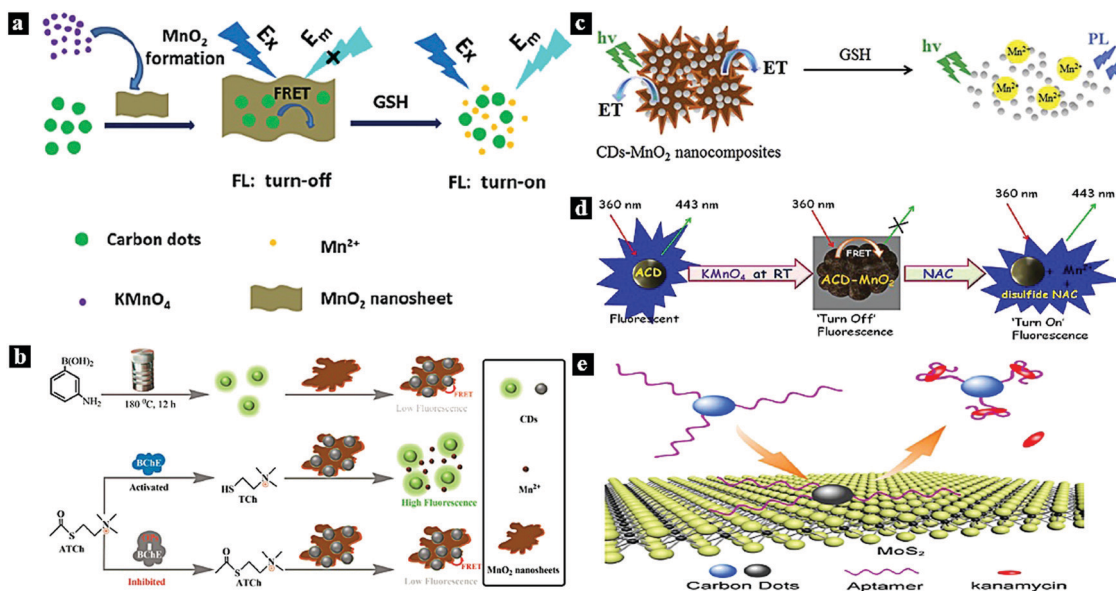 a
MnO2
formation
Ex
Em
×
FRET
GSH
Ex
Em
FL: turn-off
FL: turn-on
Carbon dots
Mn2+
KMnO4
MnO2 nanosheet
b
B(OH)2
NH2
180 0C, 12 h
FRET
Low Fluorescence
CDs
Mn2+
MnO2 nanosheets
BChE
Activated
HS
N
TCh
High Fluorescence
O
S
N
ATCh
BChE
Inhibited
O
S
N
ATCh
FRET
Low Fluorescence
c
hv
ET
ET
CDs-MnO2 nanocomposites
GSH
hv
Mn2+
Mn2+
Mn2+
Mn2+
PL
d
360 nm
443 nm
ACD
Fluorescent
KMnO4 at RT
360 nm
FRET
ACD-MnO2
'Turn Off'
Fluorescence
NAC
360 nm
443 nm
+ Mn2+
+
disulfide NAC
'Turn On'
Fluorescence
e
MoS2
Carbon Dots
Aptamer
kanamycin